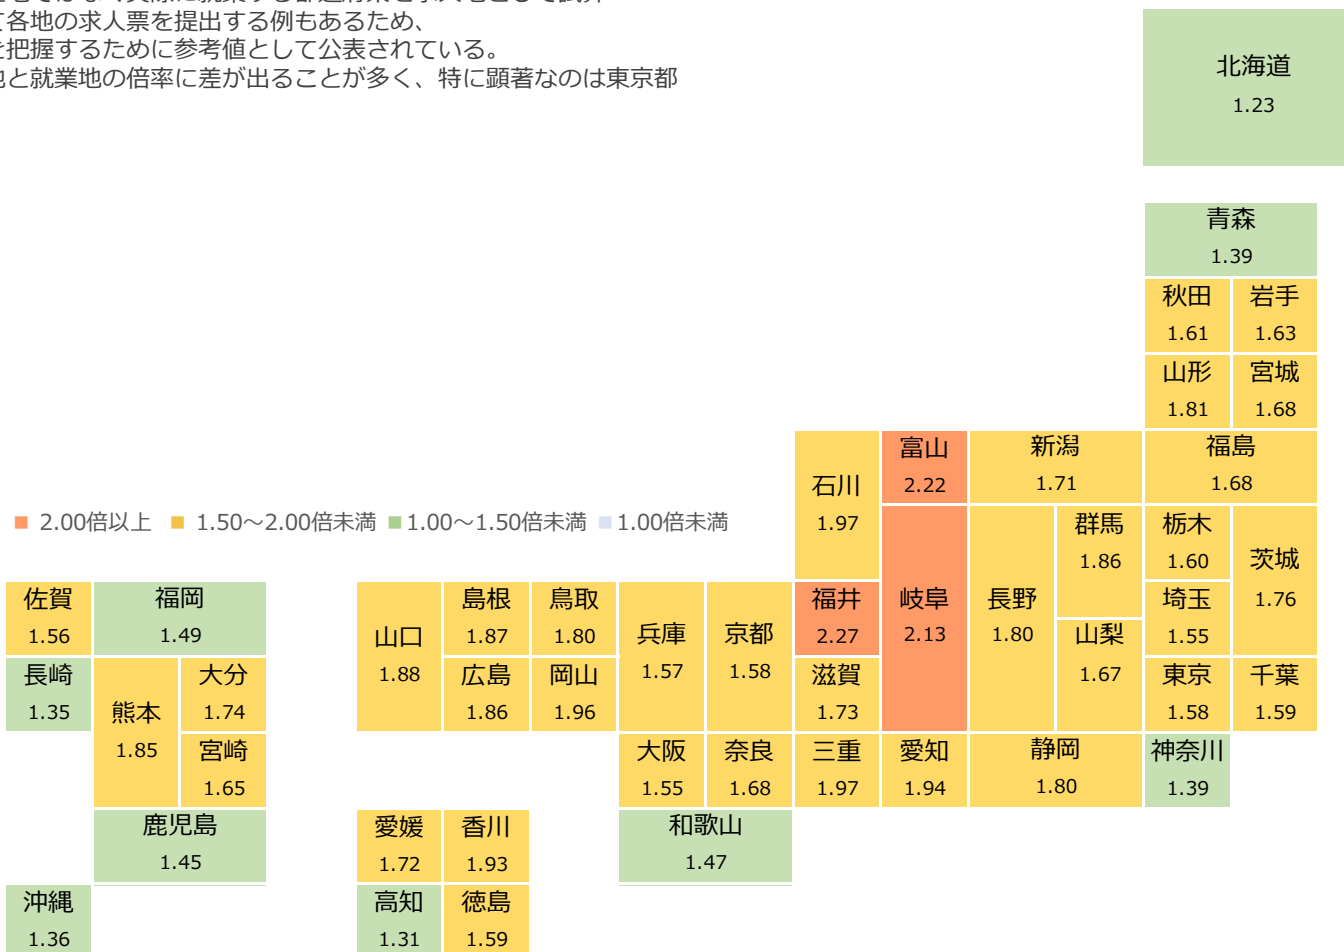 て各地の求人票を提出する例もあるため、
を把握するために参考値として公表されている。
地と就業地の倍率に差が出ることが多く、特に顕著なのは東京都
北海道
1.23
青森
1.39
秋田 岩手
1.61 1.63
山形 宮城
1.81 1.68
富山 新潟 福島
石川 2.22 1.71 1.68
■ 2.00倍以上 ■ 1.50～2.00倍未満 ■1.00～1.50倍未満 ■1.00倍未満
1.97 群馬 栃木
1.86 1.60 茨城
佐賀 福岡 島根 鳥取 福井 岐阜 長野 埼玉 1.76
1.56 1.49 山口 1.87 1.80 兵庫 京都 2.27 2.13 1.80 山梨 1.55
長崎 大分 1.88 広島 岡山 1.57 1.58 滋賀 1.67 東京 千葉
1.35 熊本 1.74 1.86 1.96 1.73 1.58 1.59
1.85 宮崎 大阪 奈良 三重 愛知 静岡 神奈川
1.65 1.55 1.68 1.97 1.94 1.80 1.39
鹿児島 愛媛 香川 和歌山
1.45 1.72 1.93 1.47
沖縄 高知 徳島
1.36 1.31 1.59